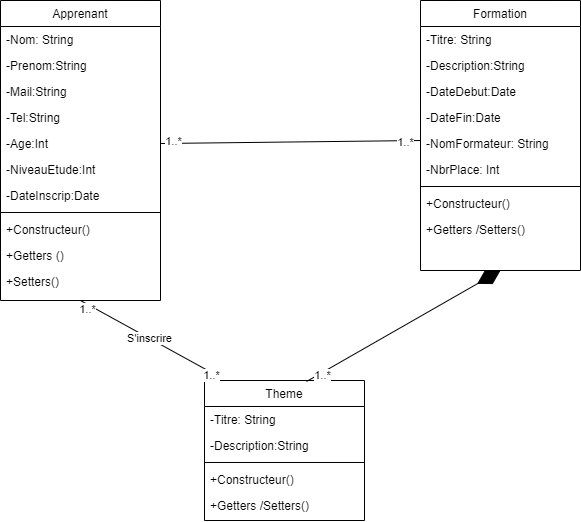 Apprenant
-Nom: String
-Prenom:String
-Mail:String
-Tel:String
-Age:Int
-NiveauEtude:Int
-DateInscrip:Date
+Constructeur()
+Getters ()
+Setters()
Formation
-Titre: String
-Description:String
-DateDebut:Date
-DateFin:Date
-NomFormateur: String
-NbrPlace: Int
+Constructeur()
+Getters /Setters()
1..*
1..*
1..*
S'inscrire
1..*
1..*
Theme
-Titre: String
-Description:String
+Constructeur()
+Getters /Setters()